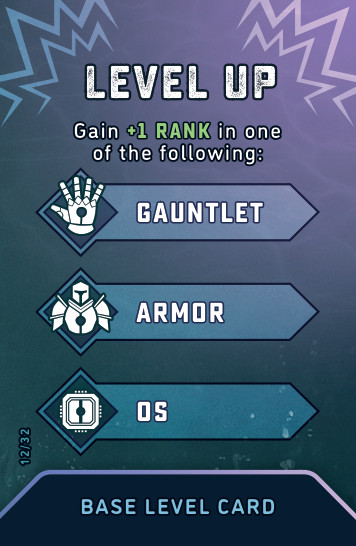 LEVEL UP
Gain +1 RANK in one
of the following:
GAUNTLET
ARMOR
OS
12/32
BASE LEVEL CARD